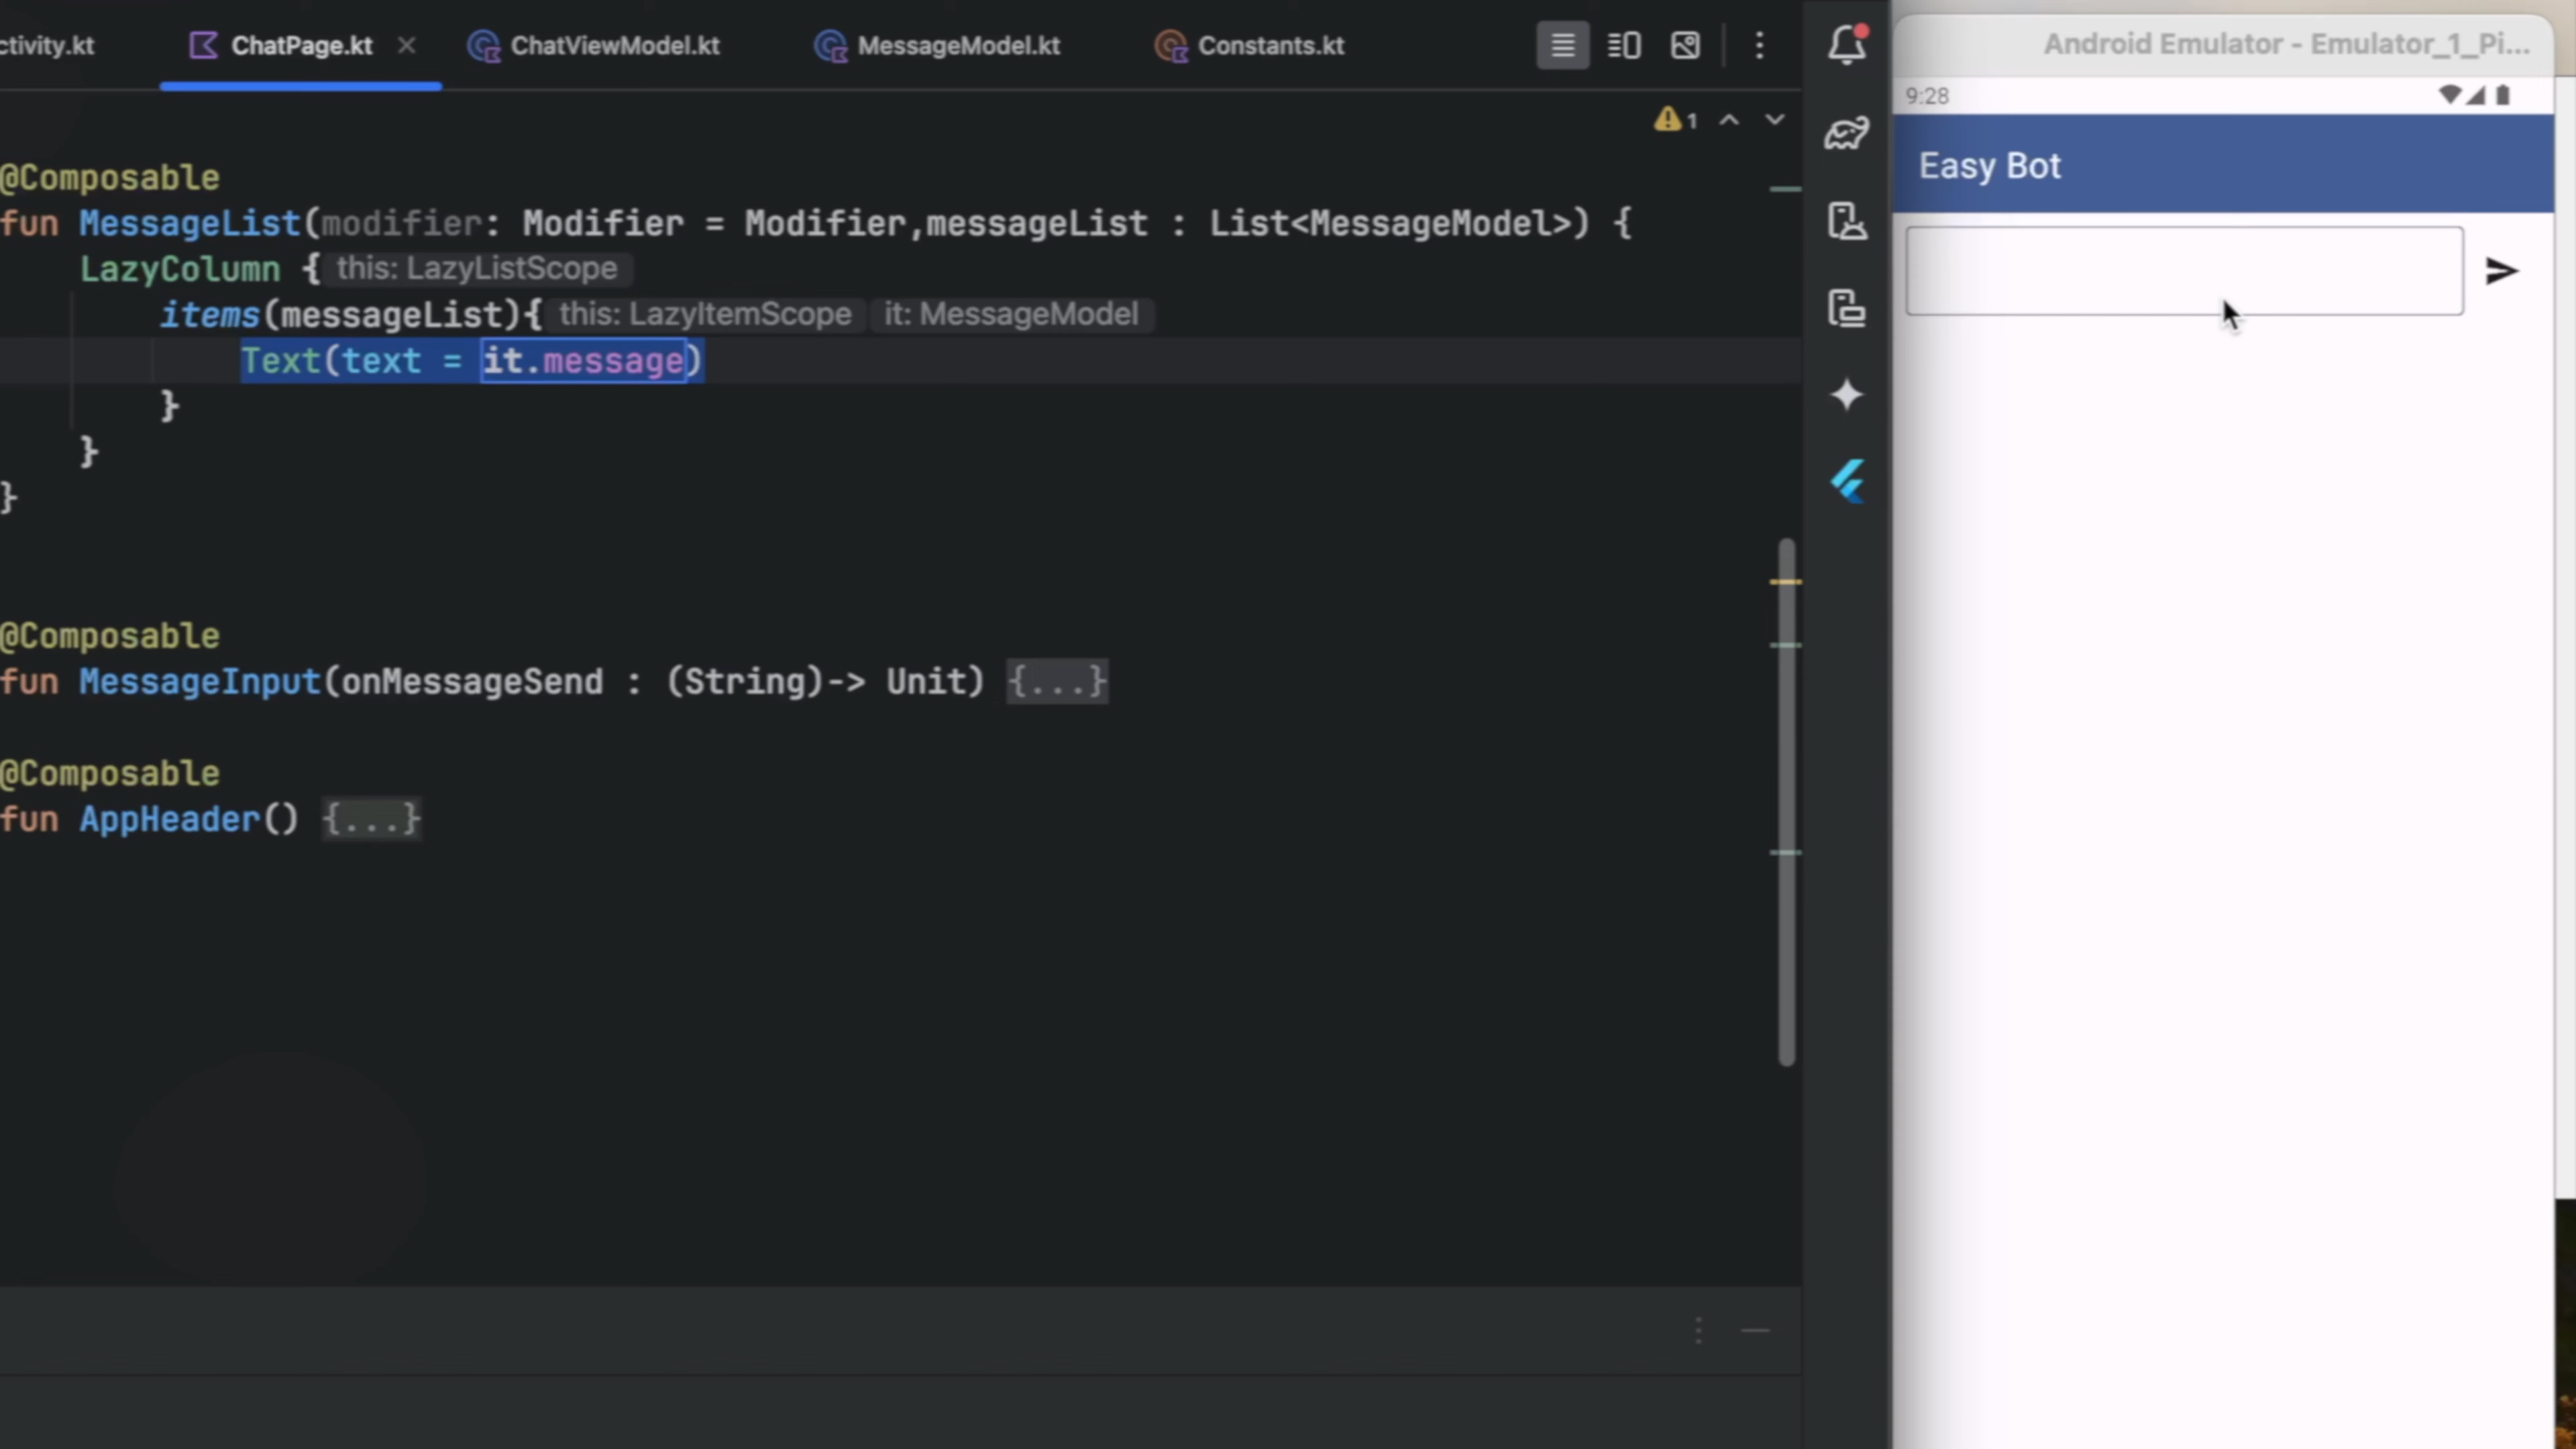 ctivity.kt
ChatPage.kt
ChatViewModel.kt
MessageModel.kt
Constants.kt
1
@Composable
fun MessageList(modifier: Modifier = Modifier,messageList : List<MessageModel>) {
LazyColumn { this: LazyListScope
items(messageList){ this: LazyItemScope it: MessageModel
Text(text = it.message)
}
}
}
@Composable
fun MessageInput(onMessageSend : (String)-> Unit) {...}
@Composable
fun AppHeader() {...}
Android Emulator - Emulator_1_Pi...
9:28
Easy Bot